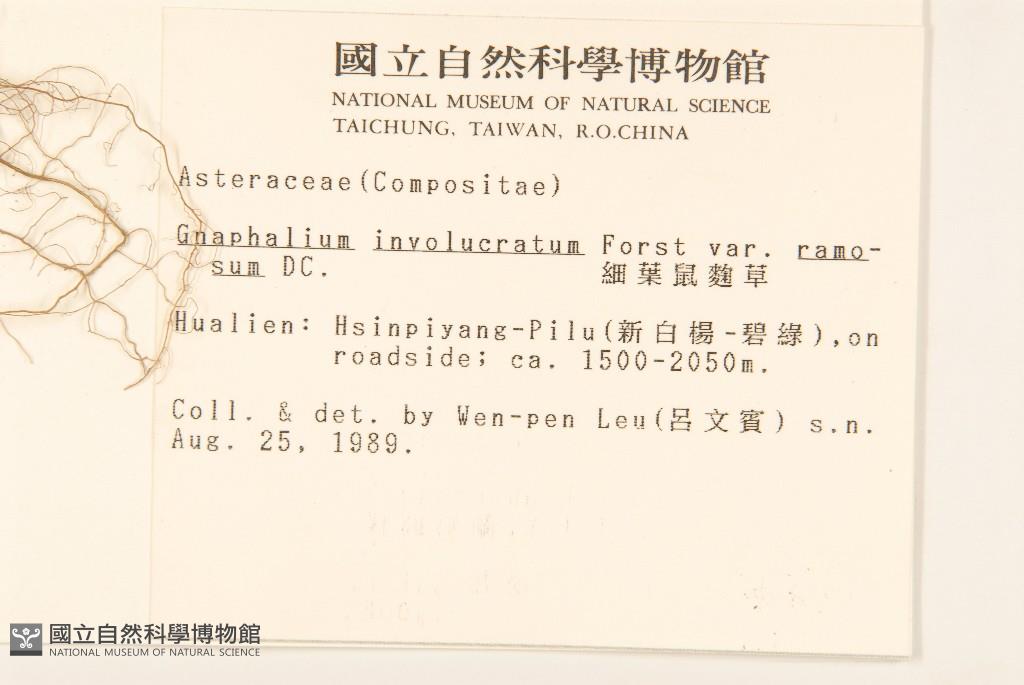 國立自然科學博物館
NATIONAL MUSEUM OF NATURAL SCIENCE
TAICHUNG, TAIWAN, R.O.CHINA
Asteraceae(Compositae)
Gnaphalium involucratum Forst var. ramo-
sum DC. 細葉鼠麴草
Hualien: Hsinpiyang-Pilu(新白楊-碧綠),on
roadside; ca. 1500-2050m.
Coll. & det. by Wen-pen Leu(呂文賓) s.n.
Aug. 25, 1989.
國立自然科學博物館
NATIONAL MUSEUM OF NATURAL SCIENCE